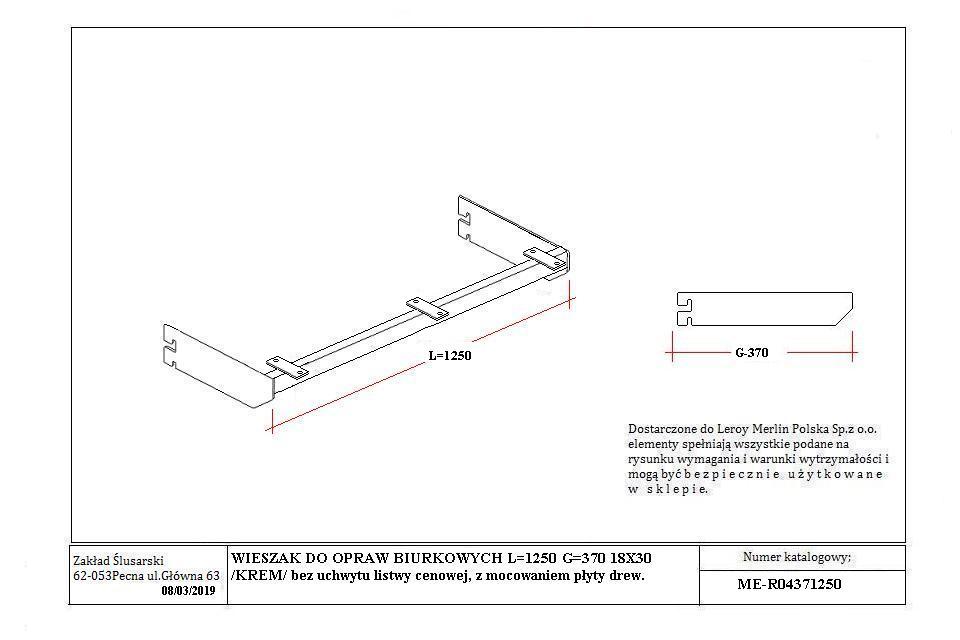 L=1250
G-370
Dostarczone do Leroy Merlin Polska Sp.z o.o.
elementy spełniają wszystkie podane na
rysunku wymagania i warunki wytrzymałości i
mogą być b e z p i e c z n i e u ż y t k o w a n e
w s k l e p i e.
Zakład Ślusarski
62-053Pecna ul.Główna 63
08/03/2019
WIESZAK DO OPRAW BIURKOWYCH L=1250 G=370 18X30
/KREM/ bez uchwytu listwy cenowej, z mocowaniem płyty drew.
Numer katalogowy;
ME-R04371250